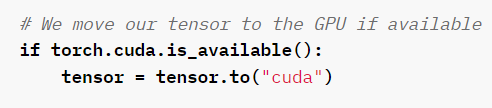 # We move our tensor to the GPU if available
if torch.cuda.is_available():
    tensor = tensor.to("cuda")